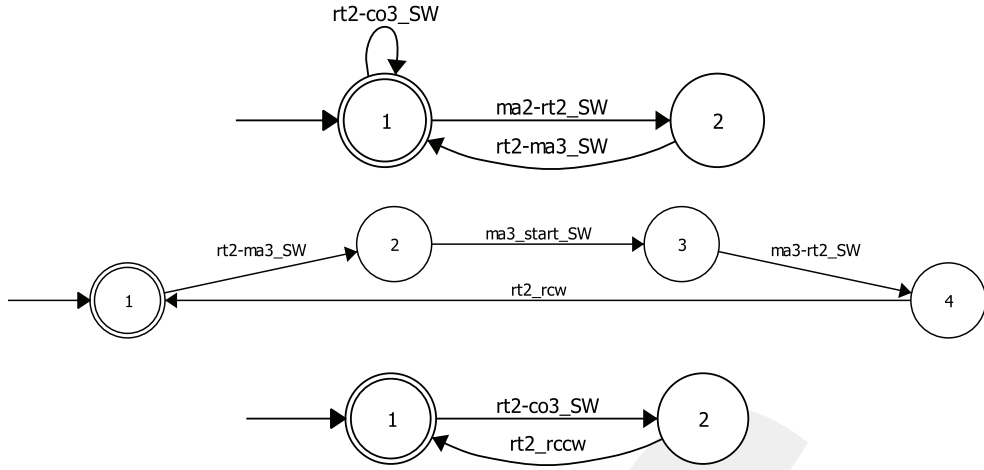 rt2-co3_SW
1
ma2-rt2_SW
2
rt2-ma3_SW
1
rt2-ma3_SW
2
ma3_start_SW
3
ma3-rt2_SW
4
rt2_rcw
1
rt2-co3_SW
2
rt2_rccw